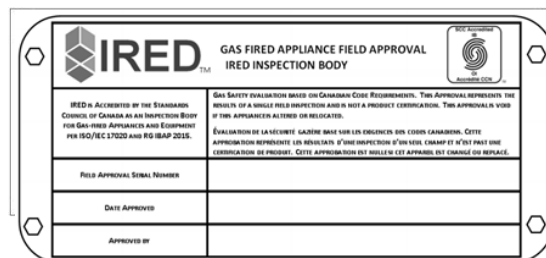 IRED™
GAS FIRED APPLIANCE FIELD APPROVAL
IRED INSPECTION BODY
SCC Accredited
OI
Accrédité CCN
IRED IS ACCREDITED BY THE STANDARDS
COUNCIL OF CANADA AS AN INSPECTION BODY
FOR GAS-FIRED APPLIANCES AND EQUIPMENT
PER ISO/IEC 17020 AND RG IBAP 2015.
GAS SAFETY EVALUATION BASED ON CANADIAN CODE REQUIREMENTS. THIS APPROVAL REPRESENTS THE
RESULTS OF A SINGLE FIELD INSPECTION AND IS NOT A PRODUCT CERTIFICATION. THIS APPROVAL IS VOID
IF THIS APPLIANCES ALTERED OR RELOCATED.
ÉVALUATION DE LA SÉCURITÉ GAZIÈRE BASE SUR LES EXIGENCES DES CODES CANADIENS. CETTE
APPROBATION REPRÉSENTE LES RÉSULTATS D'UNE INSPECTION D'UN SEUL CHAMP ET N'EST PAST UNE
CERTIFICATION DE PRODUIT. CETTE APPROBATION EST NULLE SI CET APPAREIL EST CHANGÉ OU REPLACÉ.
FIELD APPROVAL SERIAL NUMBER
DATE APPROVED
APPROVED BY